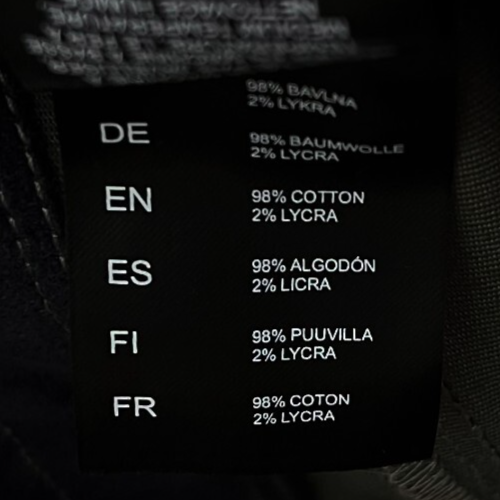 98% BAVLNA
2% LYKRA
DE
98% BAUMWOLLE
2% LYCRA
EN
98% COTTON
2% LYCRA
ES
98% ALGODÓN
2% LICRA
FI
98% PUUVILLA
2% LYCRA
FR
98% COTON
2% LYCRA